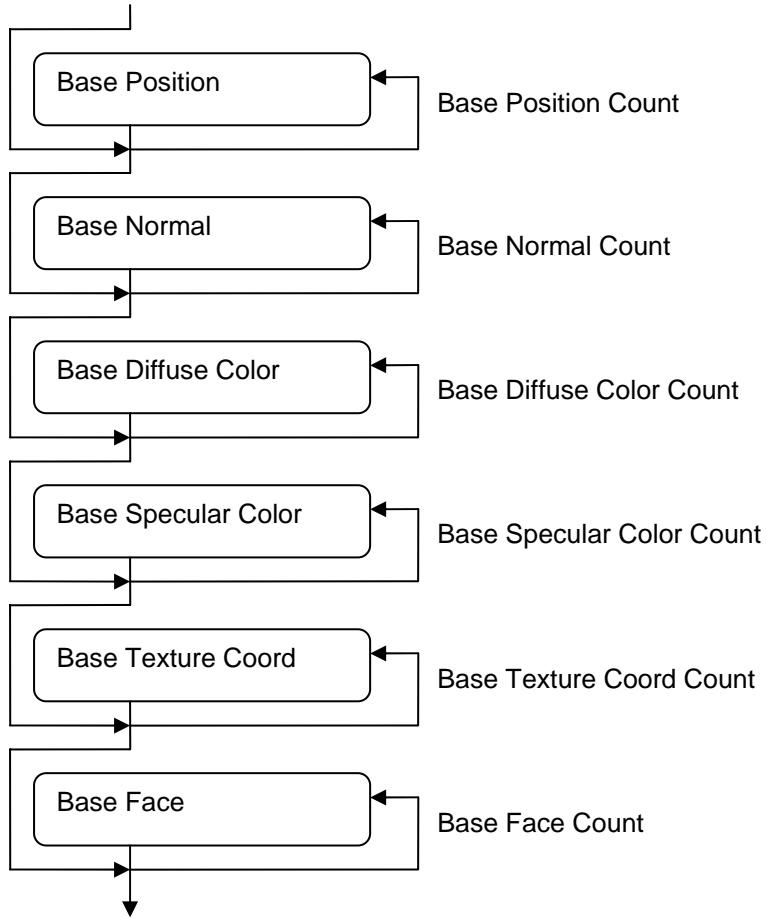 Base Position
Base Position Count
Base Normal
Base Normal Count
Base Diffuse Color
Base Diffuse Color Count
Base Specular Color
Base Specular Color Count
Base Texture Coord
Base Texture Coord Count
Base Face
Base Face Count